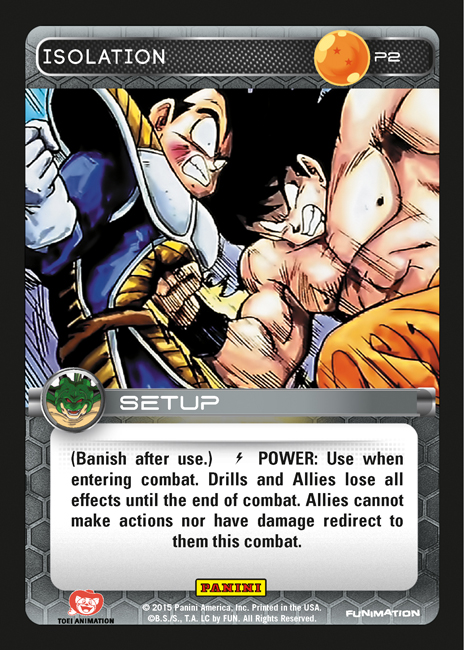 ISOLATION
P2
SETUP
(Banish after use.) POWER: Use when
entering combat. Drills and Allies lose all
effects until the end of combat. Allies cannot
make actions nor have damage redirect to
them this combat.
PANINI
TOEI ANIMATION
© 2015 Panini America, Inc. Printed in the USA.
©B.S./S., T.A. LC by FUN. All Rights Reserved.
FUNIMATION